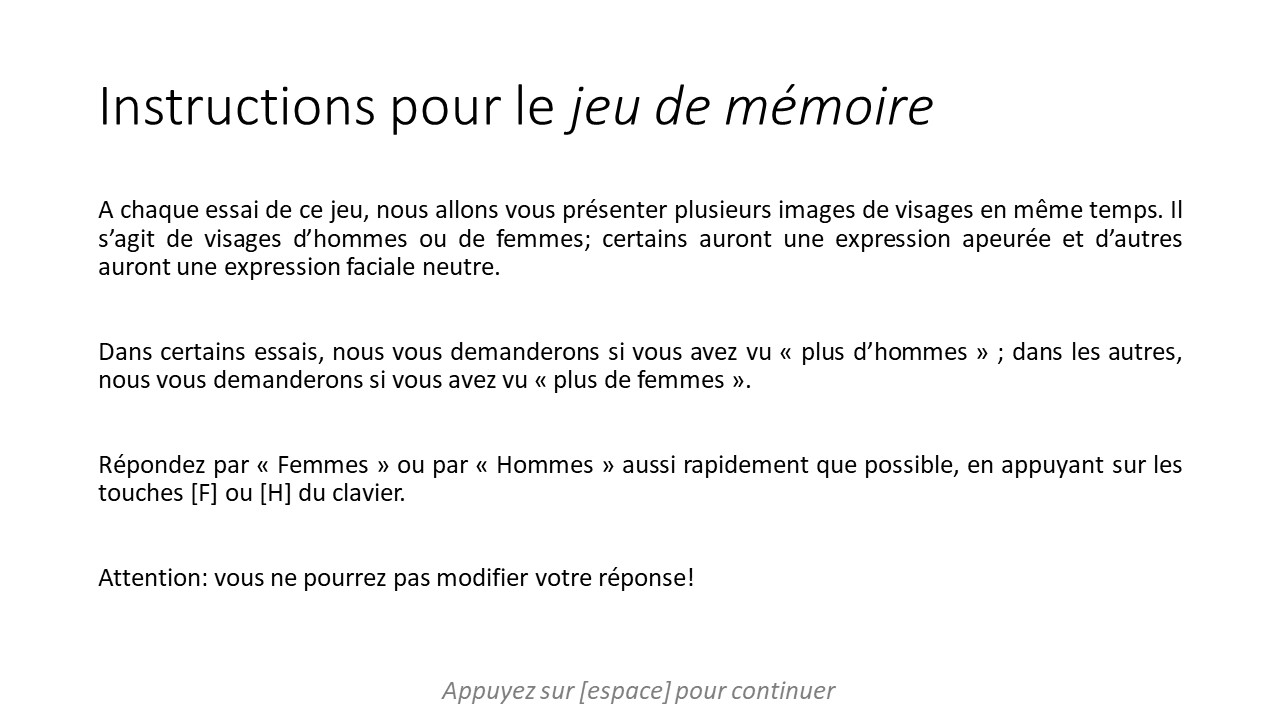 Instructions pour le jeu de mémoire
A chaque essai de ce jeu, nous allons vous présenter plusieurs images de visages en même temps. Il
s’agit de visages d’hommes ou de femmes; certains auront une expression apeurée et d’autres
auront une expression faciale neutre.
Dans certains essais, nous vous demanderons si vous avez vu « plus d’hommes » ; dans les autres,
nous vous demanderons si vous avez vu « plus de femmes ».
Répondez par « Femmes » ou par « Hommes » aussi rapidement que possible, en appuyant sur les
touches [F] ou [H] du clavier.
Attention: vous ne pourrez pas modifier votre réponse!
Appuyez sur [espace] pour continuer